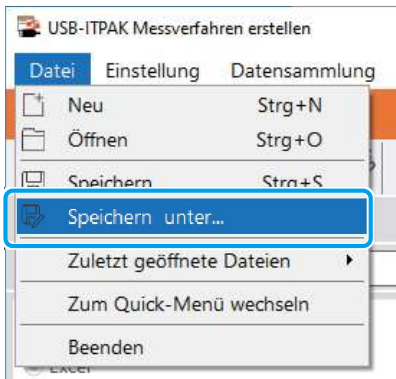 USB-ITPAK Messverfahren erstellen
Datei Einstellung Datensammlung
Neu Strg+N
Öffnen Strg+O
Speichern Strg+S
Speichern unter...
Zuletzt geöffnete Dateien
Zum Quick-Menü wechseln
Beenden
Excel